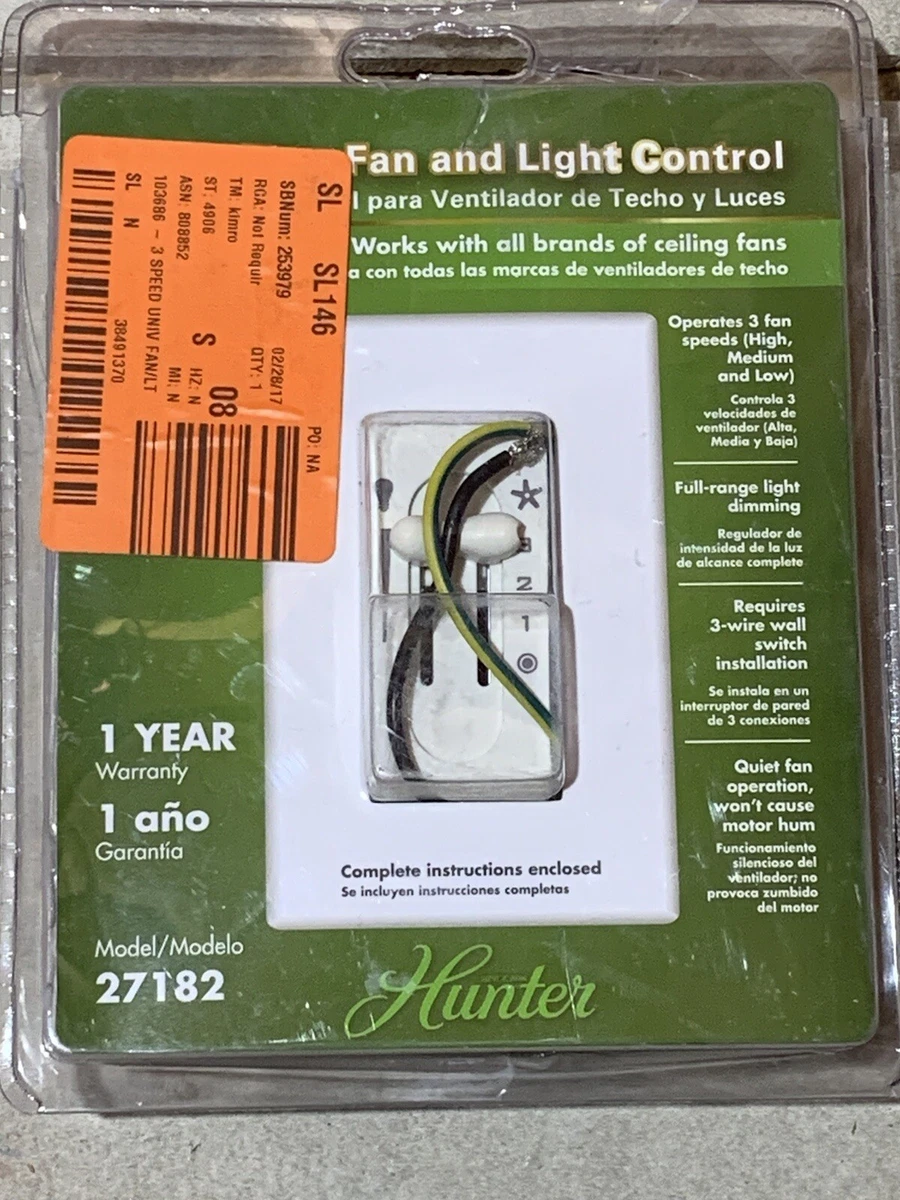 Fan and Light Control
l para Ventilador de Techo y Luces
Works with all brands of ceiling fans
a con todas las marcas de ventiladores de techo
SL SL146
SBNum: 253979 02/28/17 PO: NA
RGA: Not Requir QTY: 1
TM: kimro 08
ST: 4906 S HZ: N
ASN: 808852 MI: N
103686 - 3 SPEED UNIV FAN/LT
SL N 38491370
Operates 3 fan
speeds (High,
Medium
and Low)
Controla 3
velocidades de
ventilador (Alta,
Media y Baja)
Full-range light
dimming
Regulador de
intensidad de la luz
de alcance completo
Requires
3-wire wall
switch
installation
Se instala en un
interruptor de pared
de 3 conexiones
Quiet fan
operation,
won't cause
motor hum
Funcionamiento
silencioso del
ventilador; no
provoca zumbido
del motor
3
2
1
1 YEAR
Warranty
1 año
Garantía
Complete instructions enclosed
Se incluyen instrucciones completas
Model/Modelo
27182
Hunter